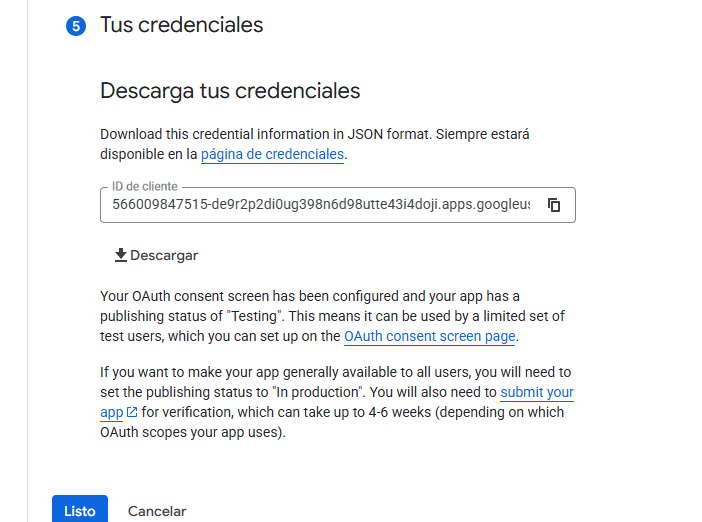 5 Tus credenciales
Descarga tus credenciales
Download this credential information in JSON format. Siempre estará
disponible en la página de credenciales.
ID de cliente
566009847515-de9r2p2di0ug398n6d98utte43i4doji.apps.googleus
Descargar
Your OAuth consent screen has been configured and your app has a
publishing status of "Testing". This means it can be used by a limited set of
test users, which you can set up on the OAuth consent screen page.
If you want to make your app generally available to all users, you will need to
set the publishing status to "In production". You will also need to submit your
app for verification, which can take up to 4-6 weeks (depending on which
OAuth scopes your app uses).
Listo Cancelar